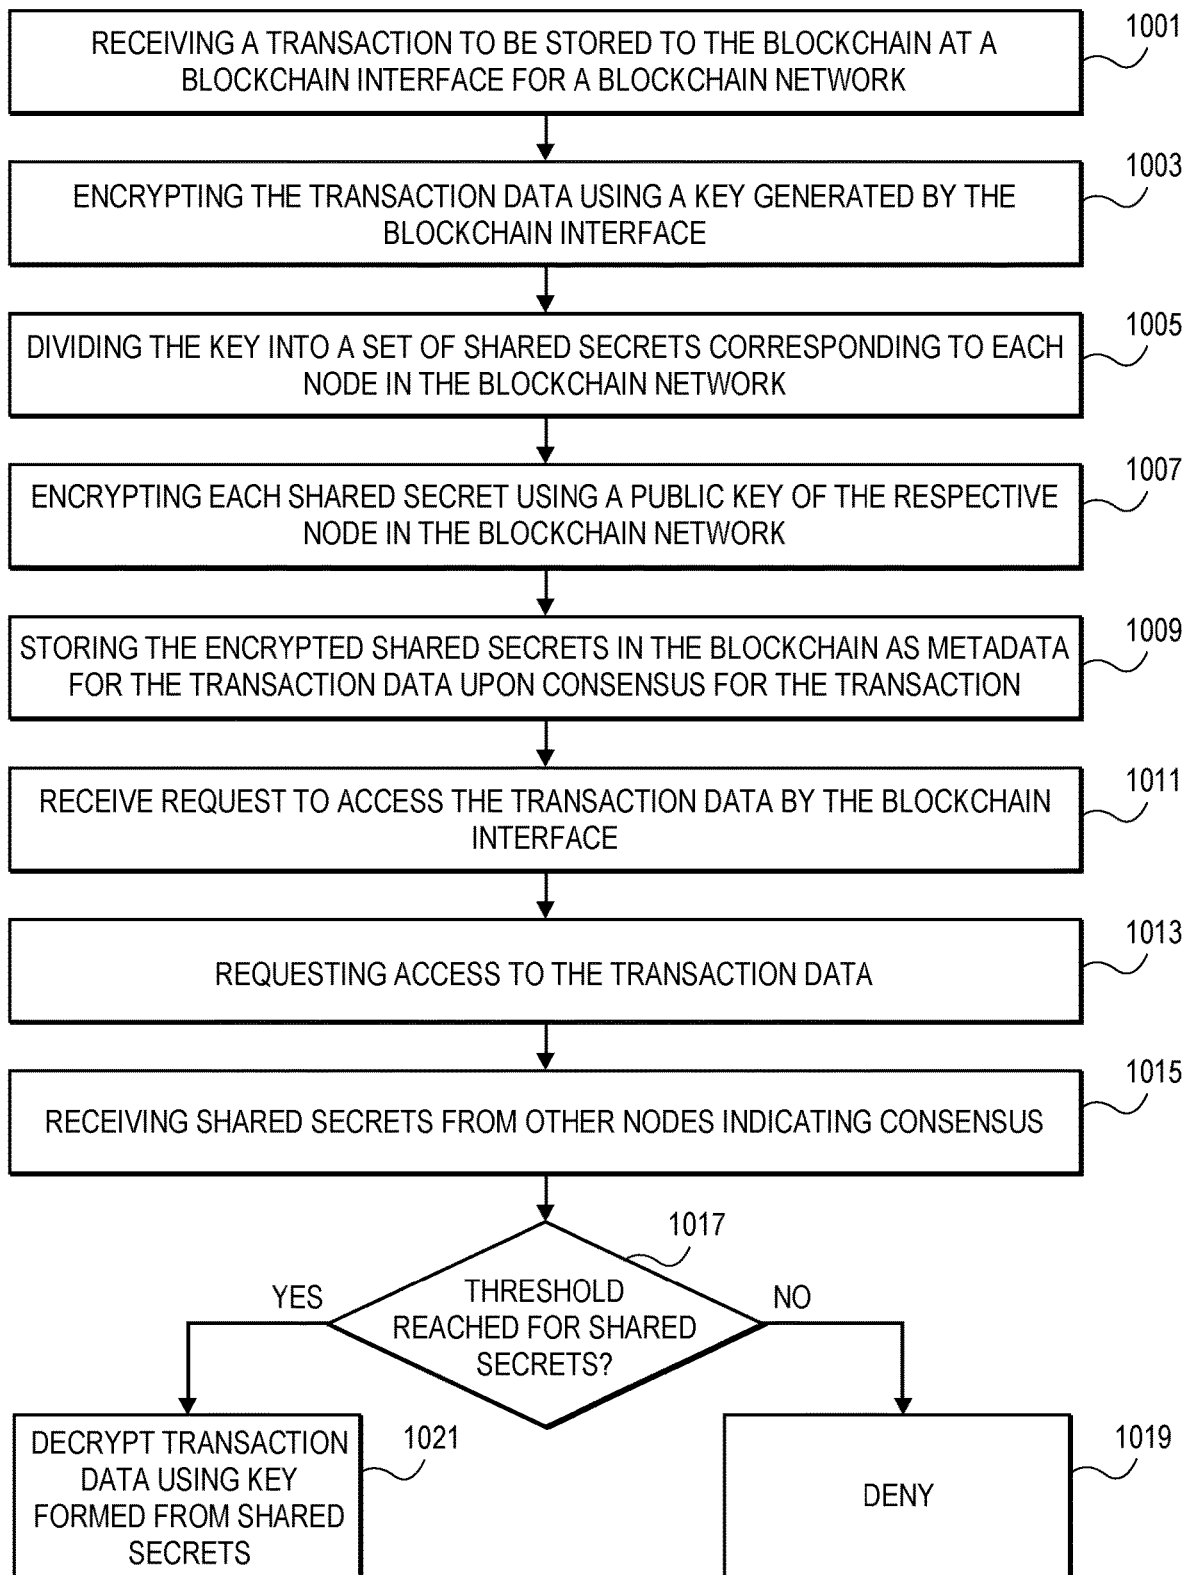 RECEIVING A TRANSACTION TO BE STORED TO THE BLOCKCHAIN AT A
BLOCKCHAIN INTERFACE FOR A BLOCKCHAIN NETWORK
1001
ENCRYPTING THE TRANSACTION DATA USING A KEY GENERATED BY THE
BLOCKCHAIN INTERFACE
1003
DIVIDING THE KEY INTO A SET OF SHARED SECRETS CORRESPONDING TO EACH
NODE IN THE BLOCKCHAIN NETWORK
1005
ENCRYPTING EACH SHARED SECRET USING A PUBLIC KEY OF THE RESPECTIVE
NODE IN THE BLOCKCHAIN NETWORK
1007
STORING THE ENCRYPTED SHARED SECRETS IN THE BLOCKCHAIN AS METADATA
FOR THE TRANSACTION DATA UPON CONSENSUS FOR THE TRANSACTION
1009
RECEIVE REQUEST TO ACCESS THE TRANSACTION DATA BY THE BLOCKCHAIN
INTERFACE
1011
REQUESTING ACCESS TO THE TRANSACTION DATA
1013
RECEIVING SHARED SECRETS FROM OTHER NODES INDICATING CONSENSUS
1015
THRESHOLD
REACHED FOR SHARED
SECRETS?
1017
YES
NO
DECRYPT TRANSACTION
DATA USING KEY
FORMED FROM SHARED
SECRETS
1021
DENY
1019